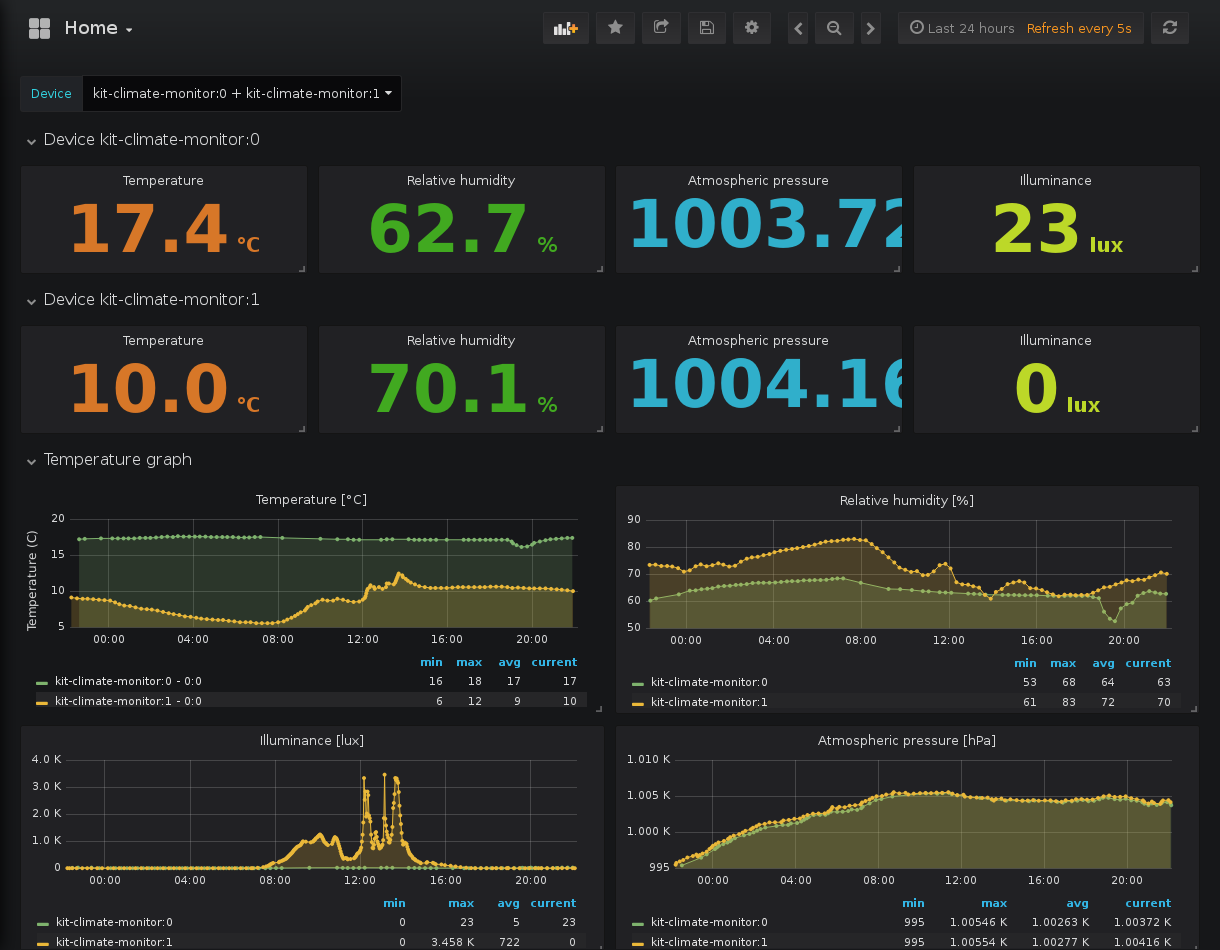 Home
Last 24 hours Refresh every 5s
Device kit-climate-monitor:0 + kit-climate-monitor:1
Device kit-climate-monitor:0
Temperature Relative humidity Atmospheric pressure Illuminance
17.4 °C 62.7 % 1003.72 23 lux
Device kit-climate-monitor:1
Temperature Relative humidity Atmospheric pressure Illuminance
10.0 °C 70.1 % 1004.16 0 lux
Temperature graph
Temperature [°C]
Temperature (C)
20
15
10
5
00:00 04:00 08:00 12:00 16:00 20:00
min max avg current
kit-climate-monitor:0 - 0:0 16 18 17 17
kit-climate-monitor:1 - 0:0 6 12 9 10
Relative humidity [%]
90
80
70
60
50
00:00 04:00 08:00 12:00 16:00 20:00
min max avg current
kit-climate-monitor:0 53 68 64 63
kit-climate-monitor:1 61 83 72 70
Illuminance [lux]
4.0 K
3.0 K
2.0 K
1.0 K
0
00:00 04:00 08:00 12:00 16:00 20:00
min max avg current
kit-climate-monitor:0 0 23 5 23
kit-climate-monitor:1 0 3.458 K 722 0
Atmospheric pressure [hPa]
1.010 K
1.005 K
1.000 K
995
00:00 04:00 08:00 12:00 16:00 20:00
min max avg current
kit-climate-monitor:0 995 1.00546 K 1.00263 K 1.00372 K
kit-climate-monitor:1 995 1.00554 K 1.00277 K 1.00416 K